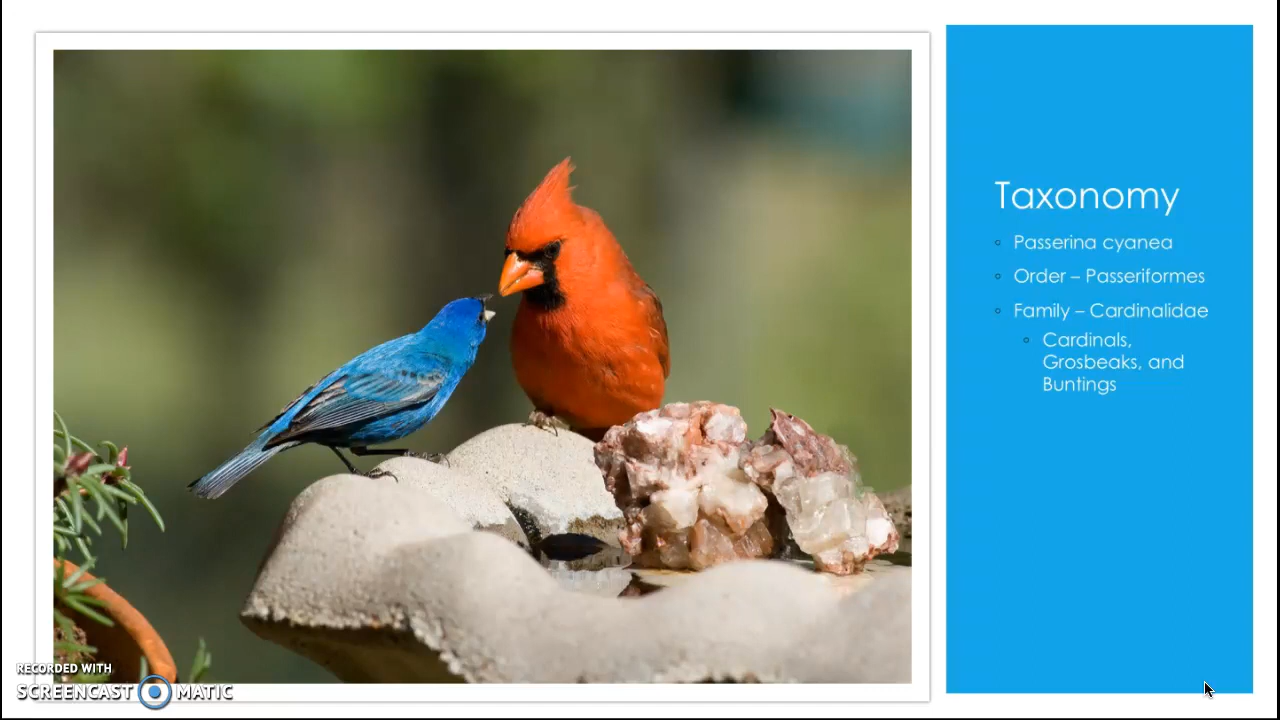 Taxonomy
Passerina cyanea
Order – Passeriformes
Family – Cardinalidae
Cardinals,
Grosbeaks, and
Buntings
RECORDED WITH
SCREENCAST MATIC